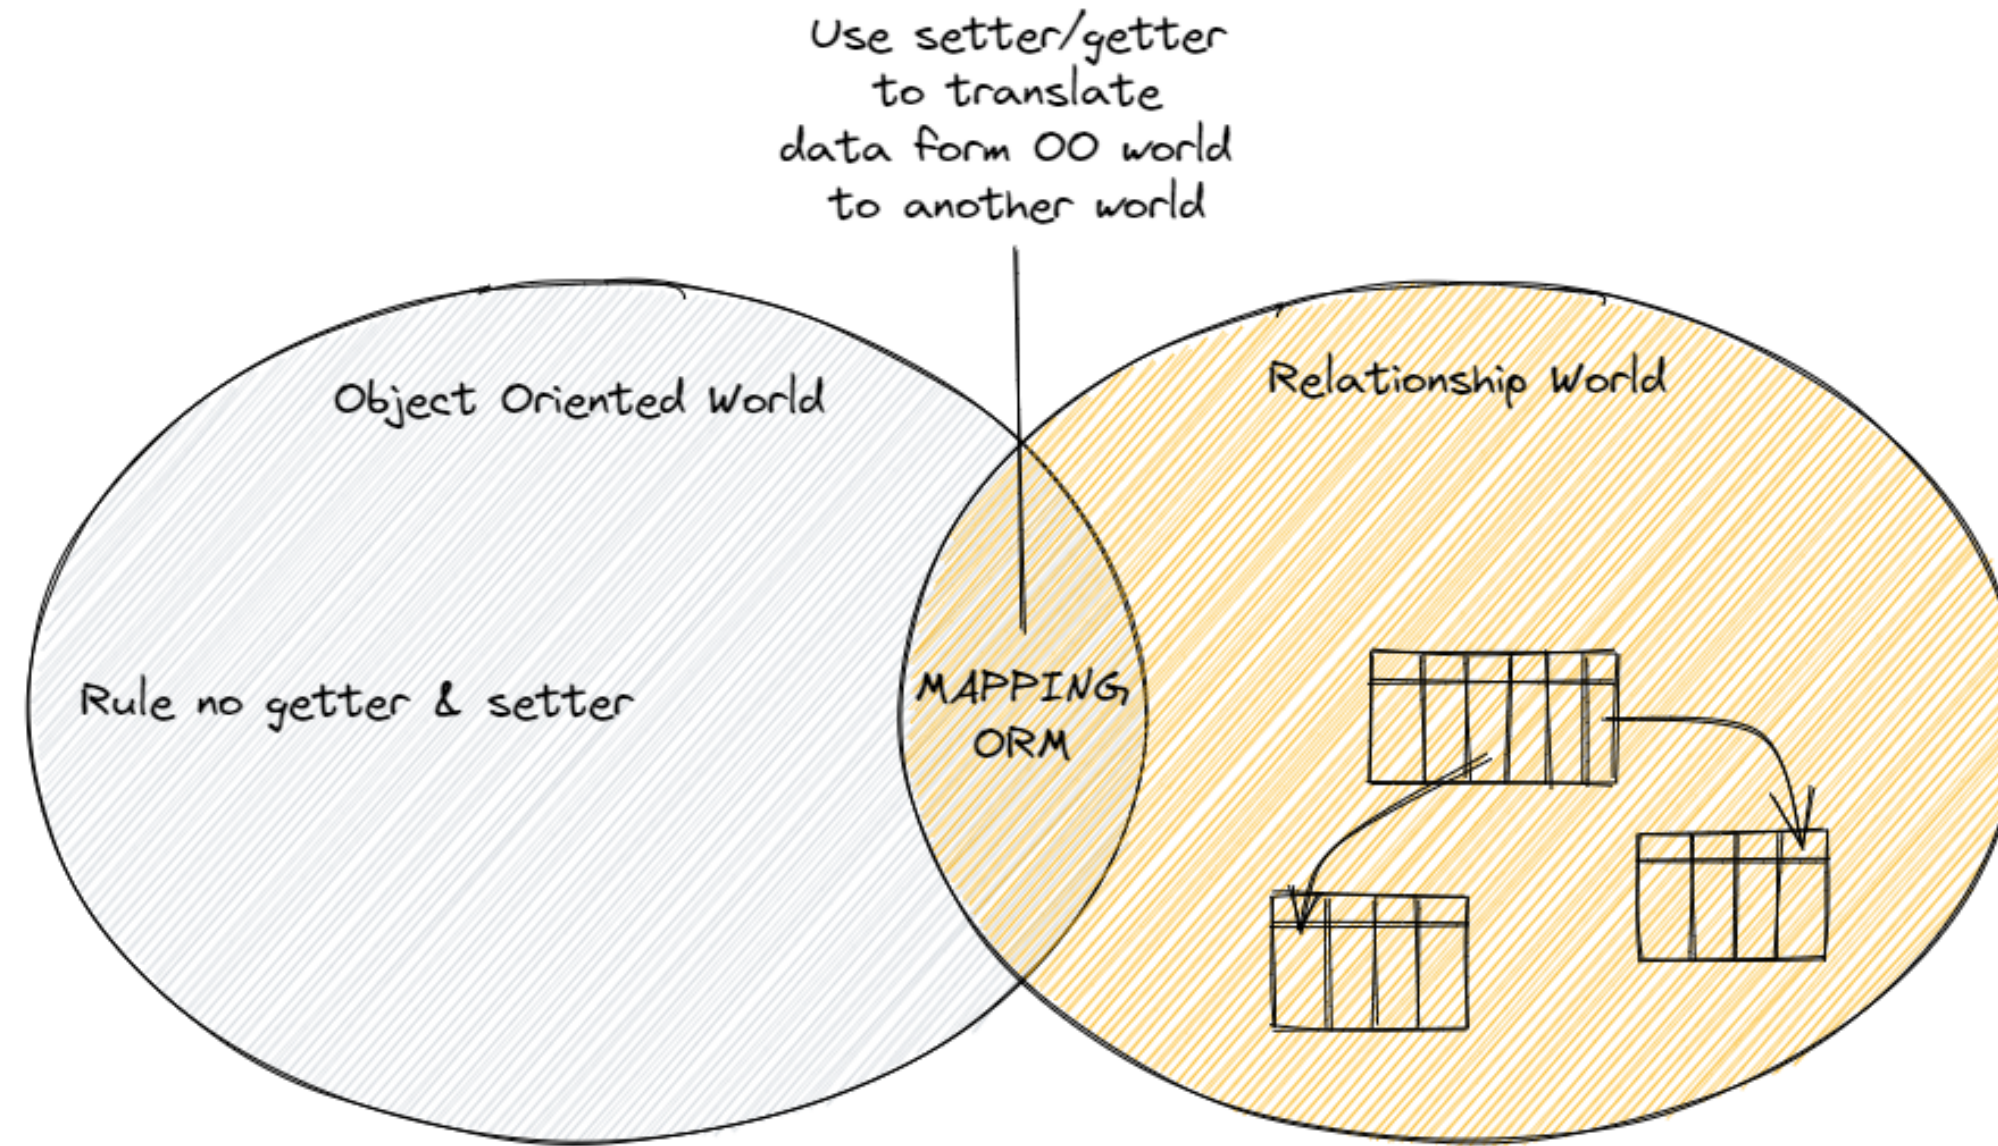 Use setter/getter
to translate
data form OO world
to another world
Object Oriented World
Relationship World
Rule no getter & setter
MAPPING,
ORM